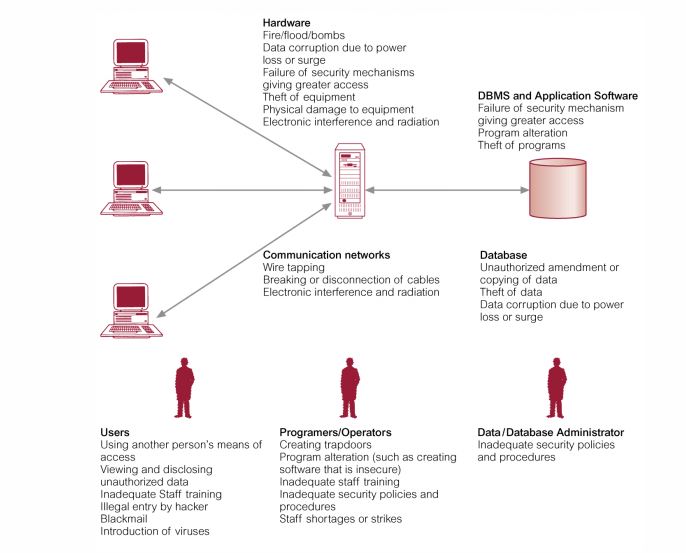 Hardware
Fire/flood/bombs
Data corruption due to power
loss or surge
Failure of security mechanisms
giving greater access
Theft of equipment
Physical damage to equipment
Electronic interference and radiation
DBMS and Application Software
Failure of security mechanism
giving greater access
Program alteration
Theft of programs
Communication networks
Wire tapping
Breaking or disconnection of cables
Electronic interference and radiation
Database
Unauthorized amendment or
copying of data
Theft of data
Data corruption due to power
loss or surge
Users
Using another person's means of
access
Viewing and disclosing
unauthorized data
Inadequate Staff training
Illegal entry by hacker
Blackmail
Introduction of viruses
Programers/Operators
Creating trapdoors
Program alteration (such as creating
software that is insecure)
Inadequate staff training
Inadequate security policies and
procedures
Staff shortages or strikes
Data/Database Administrator
Inadequate security policies
and procedures